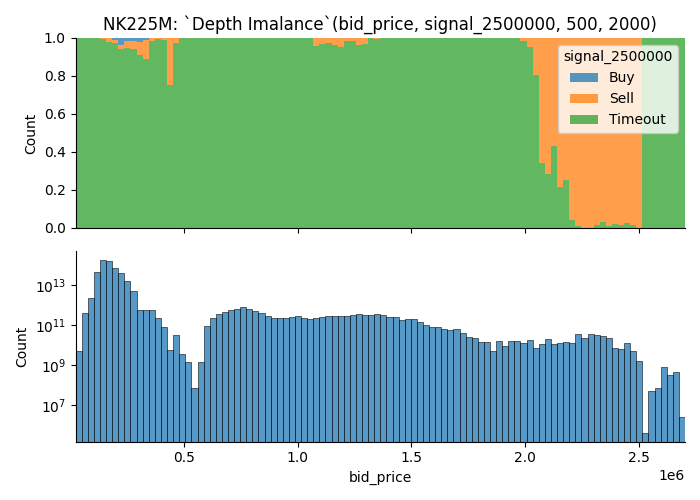 NK225M: `Depth Imalance`(bid_price, signal_2500000, 500, 2000)
1.0
0.8
0.6
0.4
0.2
0.0
Count
signal_2500000
Buy
Sell
Timeout
10^13
10^11
10^9
10^7
Count
0.5
1.0
1.5
2.0
2.5
1e6
bid_price